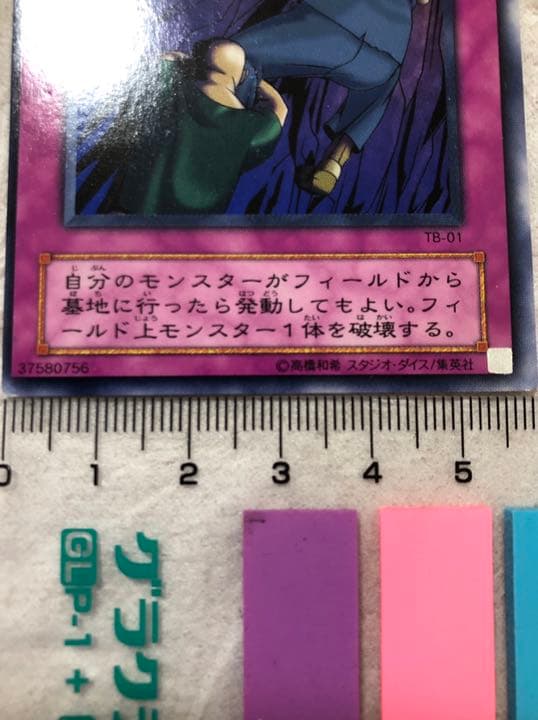 TB-01
自分のモンスターがフィールドから
墓地に行ったら発動してもよい。フィ
ールド上モンスター1体を破壊する。
37580756 ©高橋和希 スタジオ・ダイス/集英社
0 1 2 3 4 5
グラク
GLP-1 +